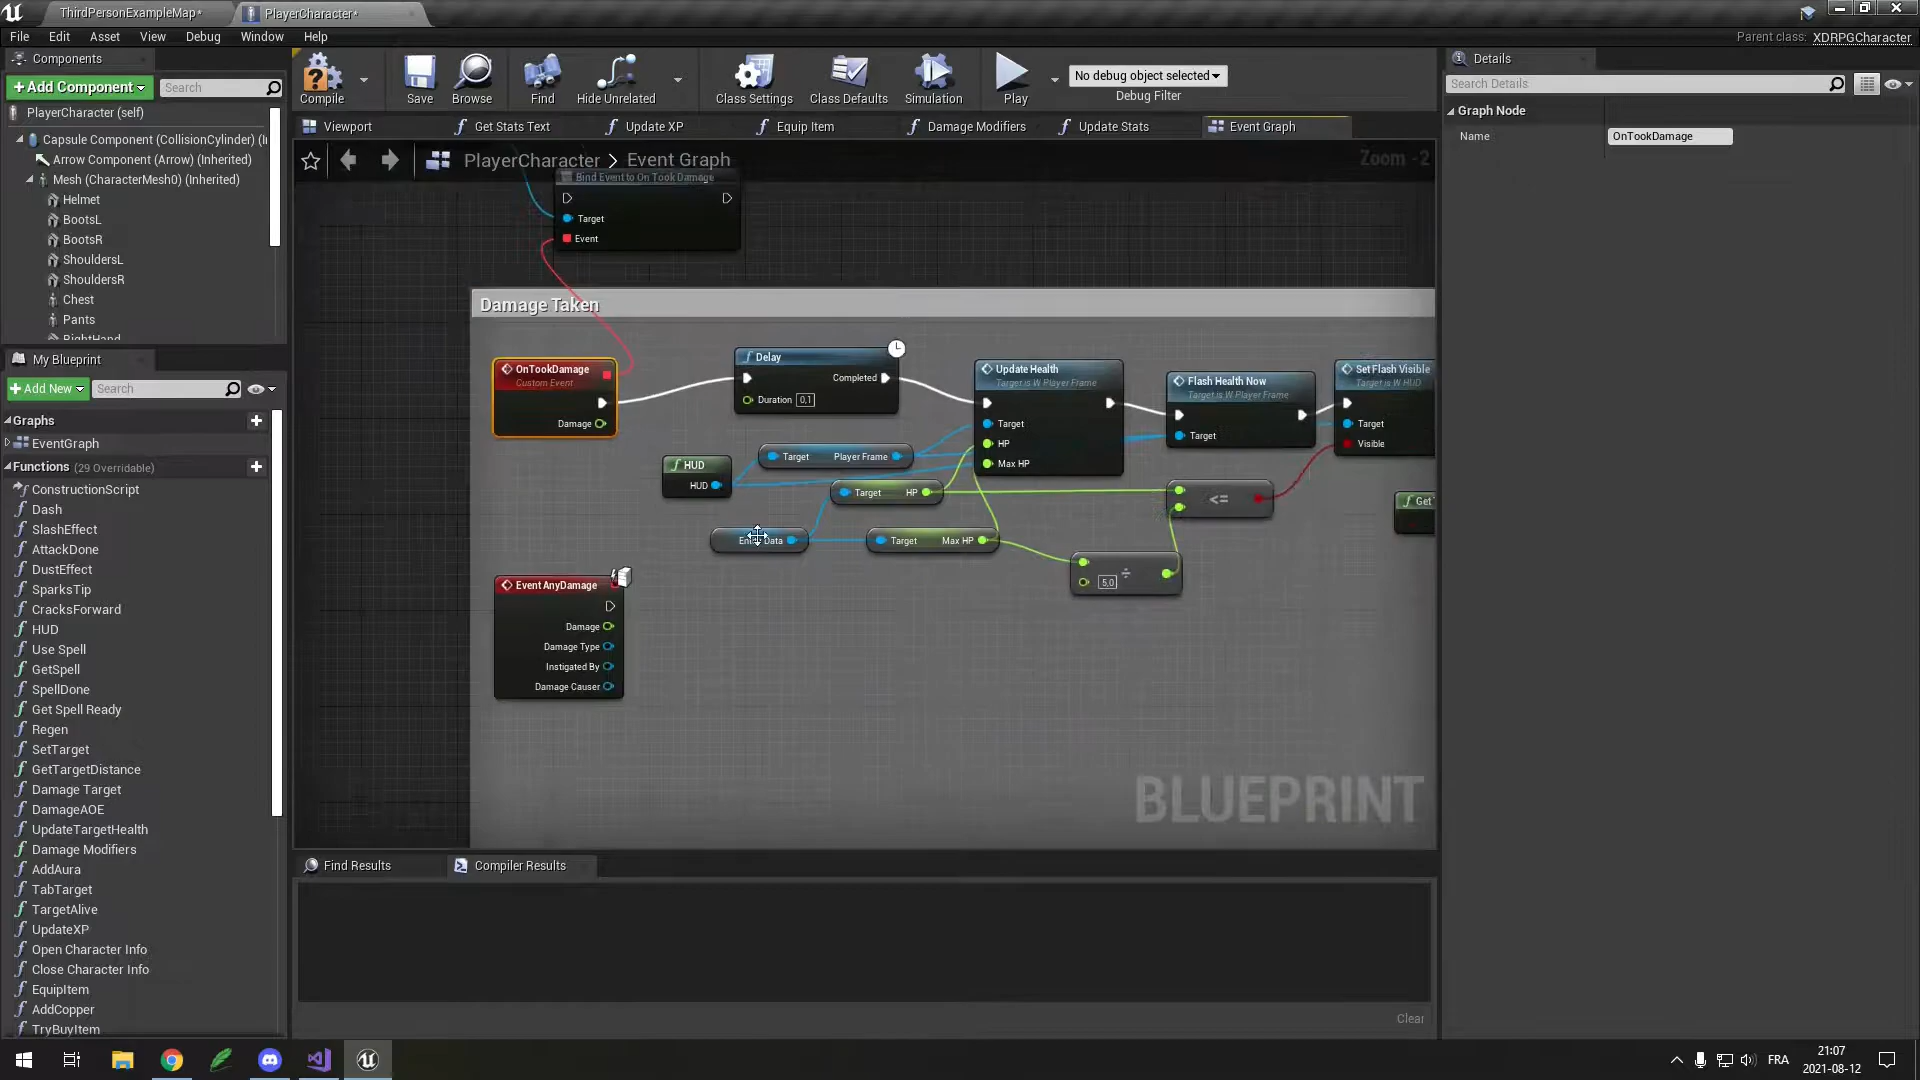 ThirdPersonExampleMap*
PlayerCharacter*
File Edit Asset View Debug Window Help
Parent class: XDRPGCharacter
Components
+ Add Component
Search
PlayerCharacter (self)
Capsule Component (CollisionCylinder) (I
Arrow Component (Arrow) (Inherited)
Mesh (CharacterMesh0) (Inherited)
Helmet
BootsL
BootsR
ShouldersL
ShouldersR
Chest
Pants
RightHand
My Blueprint
+ Add New
Search
Graphs
EventGraph
Functions (29 Overridable)
ConstructionScript
Dash
SlashEffect
AttackDone
DustEffect
SparksTip
CracksForward
HUD
Use Spell
GetSpell
SpellDone
Get Spell Ready
Regen
SetTarget
GetTargetDistance
Damage Target
DamageAOE
UpdateTargetHealth
Damage Modifiers
AddAura
TabTarget
TargetAlive
UpdateXP
Open Character Info
Close Character Info
EquipItem
AddCopper
TryBuyItem
Compile
Save
Browse
Find
Hide Unrelated
Class Settings
Class Defaults
Simulation
Play
No debug object selected
Debug Filter
Viewport
Get Stats Text
Update XP
Equip Item
Damage Modifiers
Update Stats
Event Graph
PlayerCharacter > Event Graph
Zoom -2
Bind Event to On Took Damage
Target
Event
Damage Taken
OnTookDamage
Custom Event
Damage
Delay
Completed
Duration 0,1
Update Health
Target is W Player Frame
Target
HP
Max HP
Flash Health Now
Target is W Player Frame
Target
Set Flash Visible
Target is W HUD
Target
Visible
HUD
HUD
Target Player Frame
Target HP
Target Max HP
<=
Get
5,0
÷
EventAnyDamage
Damage
Damage Type
Instigated By
Damage Causer
BLUEPRINT
Find Results
Compiler Results
Clear
Details
Search Details
Graph Node
Name OnTookDamage
FRA
21:07
2021-08-12